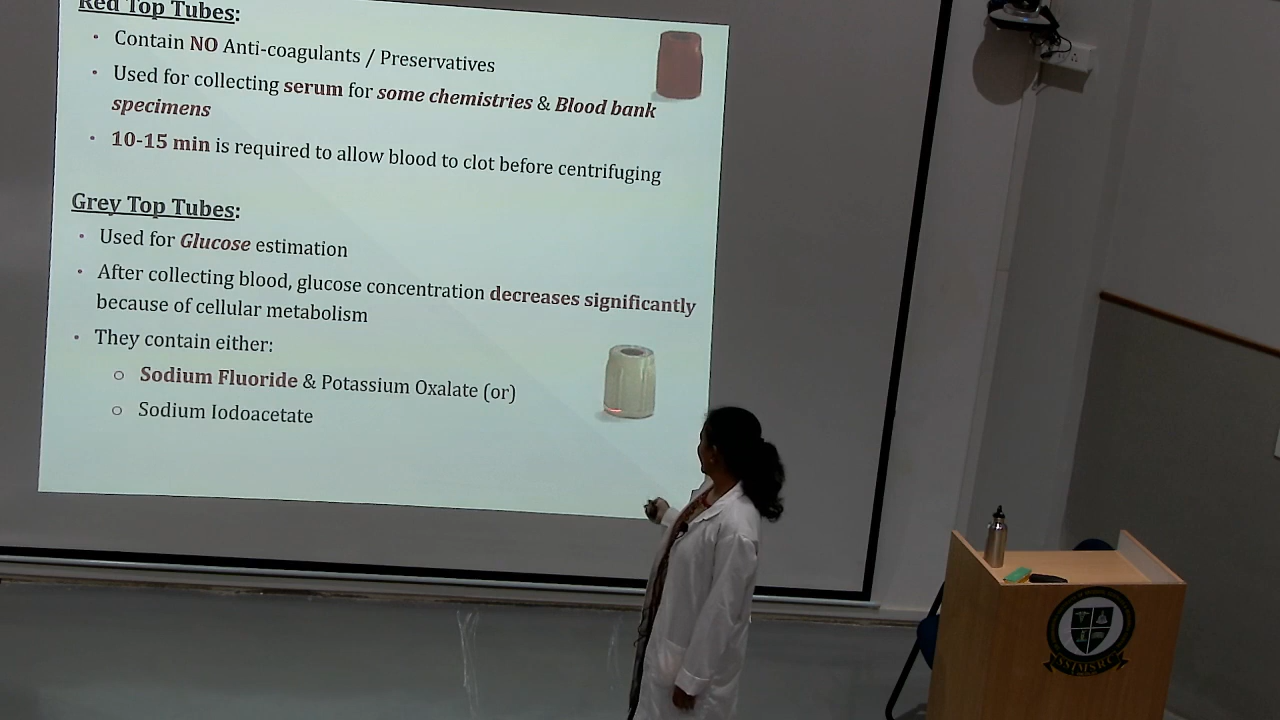 Red Top Tubes:
• Contain NO Anti-coagulants / Preservatives
• Used for collecting serum for some chemistries & Blood bank
specimens
• 10-15 min is required to allow blood to clot before centrifuging
Grey Top Tubes:
• Used for Glucose estimation
• After collecting blood, glucose concentration decreases significantly
because of cellular metabolism
• They contain either:
○ Sodium Fluoride & Potassium Oxalate (or)
○ Sodium Iodoacetate
SSIMSRC